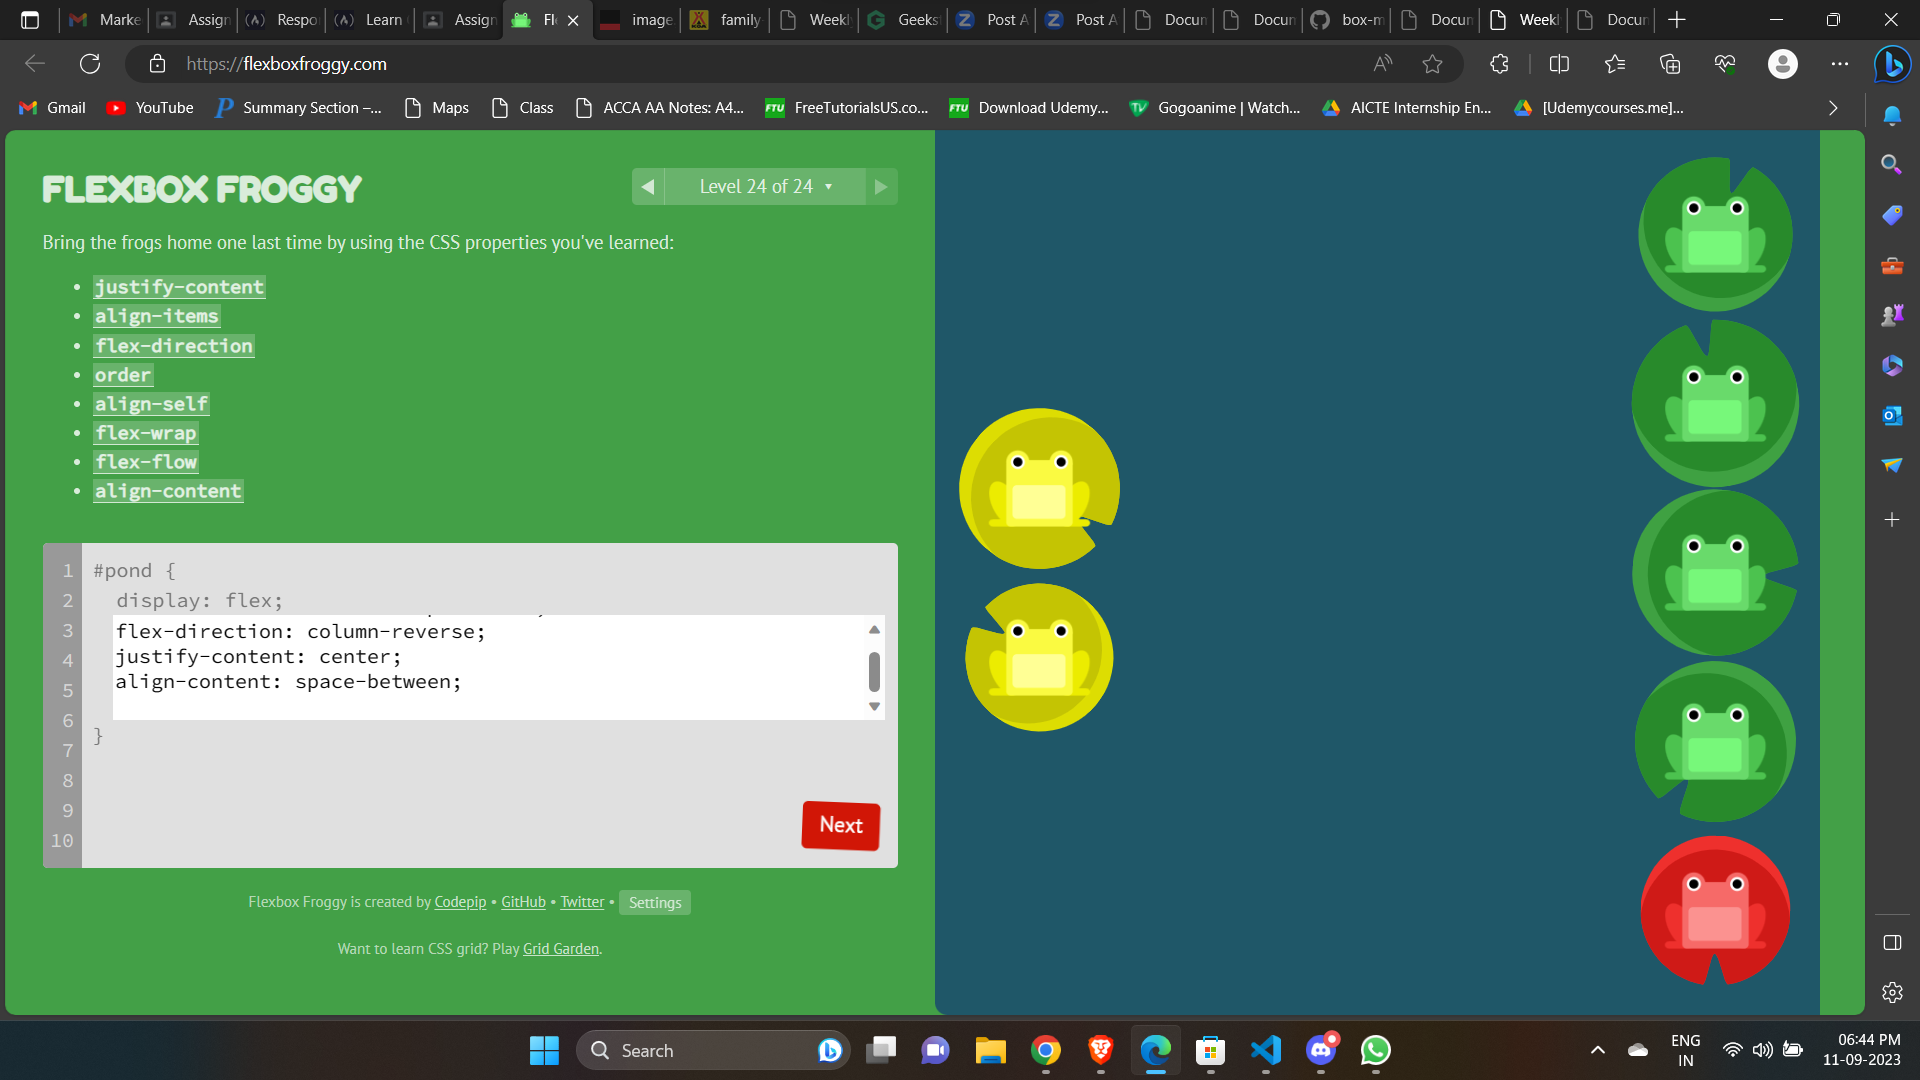 Marke
Assign
Respo
Learn
Assign
Fl
image
family
Weekl
Geeks
Post A
Post A
Docum
Docum
box-m
Docum
Weekl
Docum
https://flexboxfroggy.com
Gmail
YouTube
Summary Section –...
Maps
Class
ACCA AA Notes: A4...
FreeTutorialsUS.co...
Download Udemy...
Gogoanime | Watch...
AICTE Internship En...
[Udemycourses.me]...
FLEXBOX FROGGY
Level 24 of 24
Bring the frogs home one last time by using the CSS properties you've learned:
justify-content
align-items
flex-direction
order
align-self
flex-wrap
flex-flow
align-content
1 #pond {
2 display: flex;
3 flex-direction: column-reverse;
4 justify-content: center;
5 align-content: space-between;
6 }
7
8
9
10
Next
Flexbox Froggy is created by Codepip • GitHub • Twitter • Settings
Want to learn CSS grid? Play Grid Garden.
Search
ENG
IN
06:44 PM
11-09-2023